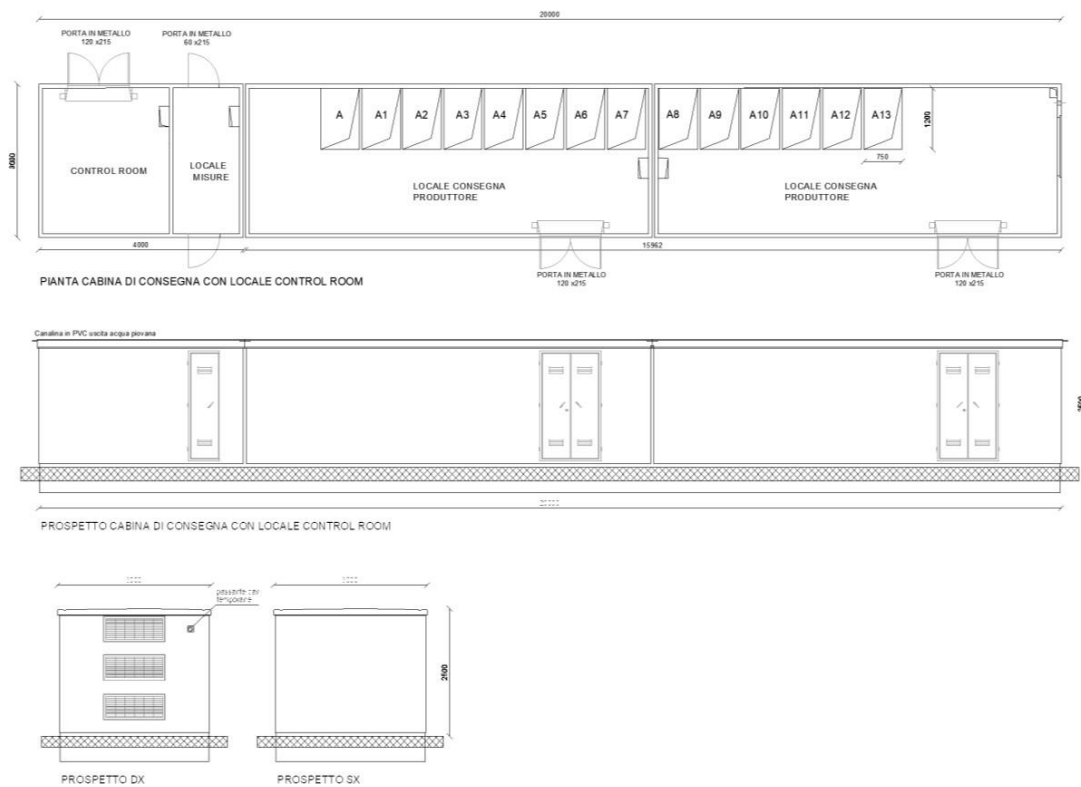 20000
PORTA IN METALLO
120 x215
PORTA IN METALLO
60 x215
A
A1
A2
A3
A4
A5
A6
A7
A8
A9
A10
A11
A12
A13
1200
750
CONTROL ROOM
LOCALE
MISURE
LOCALE CONSEGNA
PRODUTTORE
LOCALE CONSEGNA
PRODUTTORE
4000
15962
PORTA IN METALLO
120 x215
PORTA IN METALLO
120 x215
PIANTA CABINA DI CONSEGNA CON LOCALE CONTROL ROOM
Canalina in PVC uscita acqua piovana
PROSPETTO CABINA DI CONSEGNA CON LOCALE CONTROL ROOM
2500
PROSPETTO DX
PROSPETTO SX